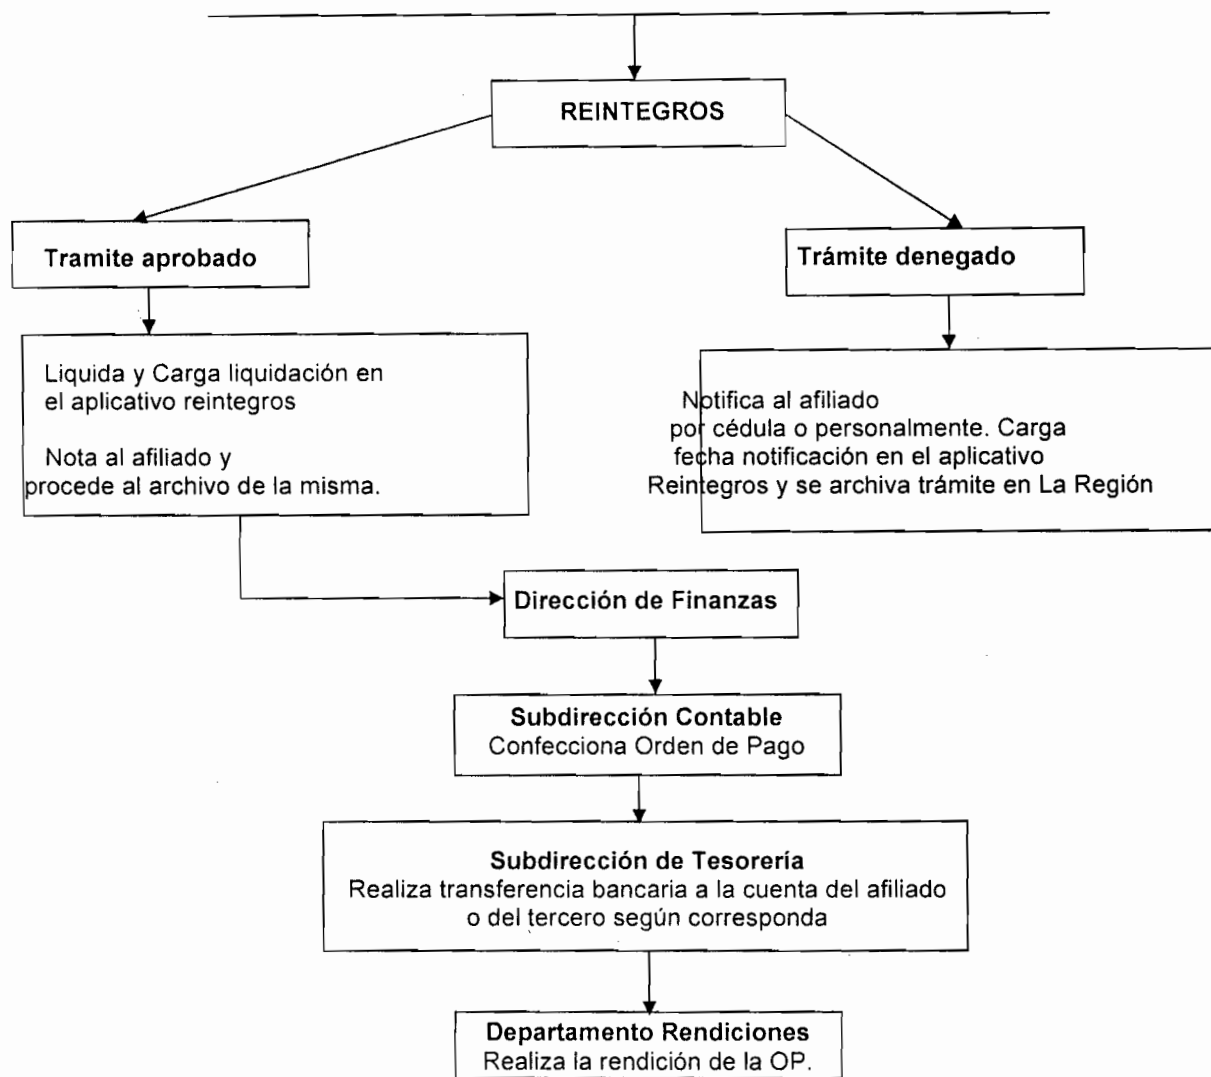 REINTEGROS
Tramite aprobado
Trámite denegado
Liquida y Carga liquidación en
el aplicativo reintegros
Nota al afiliado y
procede al archivo de la misma.
Notifica al afiliado
por cédula o personalmente. Carga
fecha notificación en el aplicativo
Reintegros y se archiva trámite en La Región
Dirección de Finanzas
Subdirección Contable
Confecciona Orden de Pago
Subdirección de Tesorería
Realiza transferencia bancaria a la cuenta del afiliado
o del tercero según corresponda
Departamento Rendiciones
Realiza la rendición de la OP.